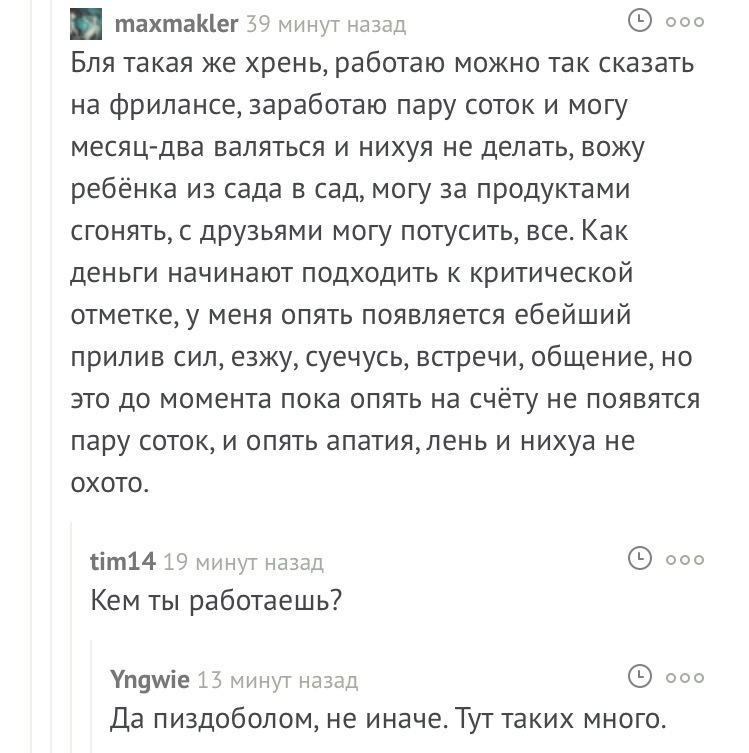 maxmakler 39 минут назад
Бля такая же хрень, работаю можно так сказать
на фрилансе, заработаю пару соток и могу
месяц-два валяться и нихуя не делать, вожу
ребёнка из сада в сад, могу за продуктами
сгонять, с друзьями могу потусить, все. Как
деньги начинают подходить к критической
отметке, у меня опять появляется ебейший
прилив сил, езжу, суечусь, встречи, общение, но
это до момента пока опять на счёту не появятся
пару соток, и опять апатия, лень и нихуа не
охото.
tim14 19 минут назад
Кем ты работаешь?
Yngwie 13 минут назад
Да пиздоболом, не иначе. Тут таких много.